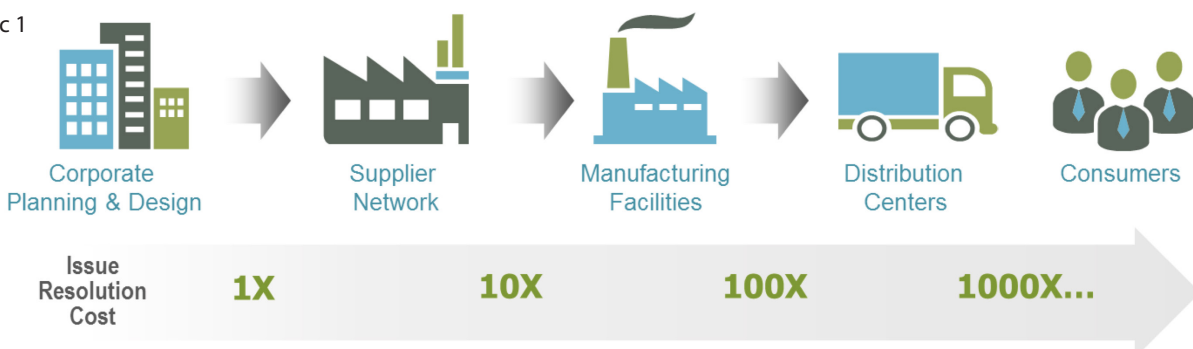 c 1
Corporate
Planning & Design
Supplier
Network
Manufacturing
Facilities
Distribution
Centers
Consumers
Issue
Resolution
Cost
1X
10X
100X
1000X...